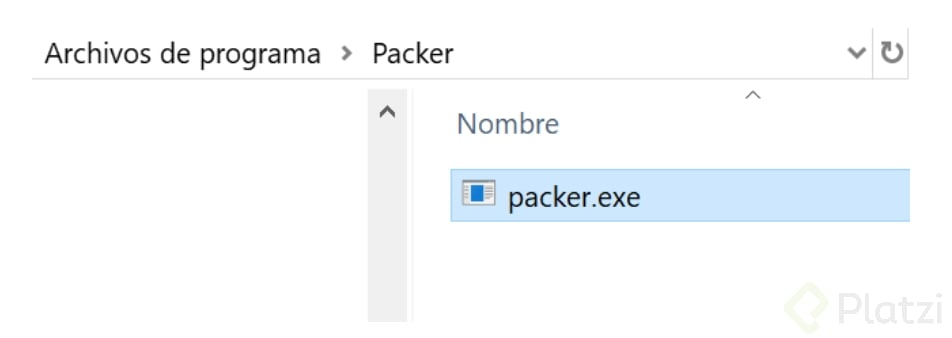 Archivos de programa > Packer
Nombre
packer.exe
Platzi